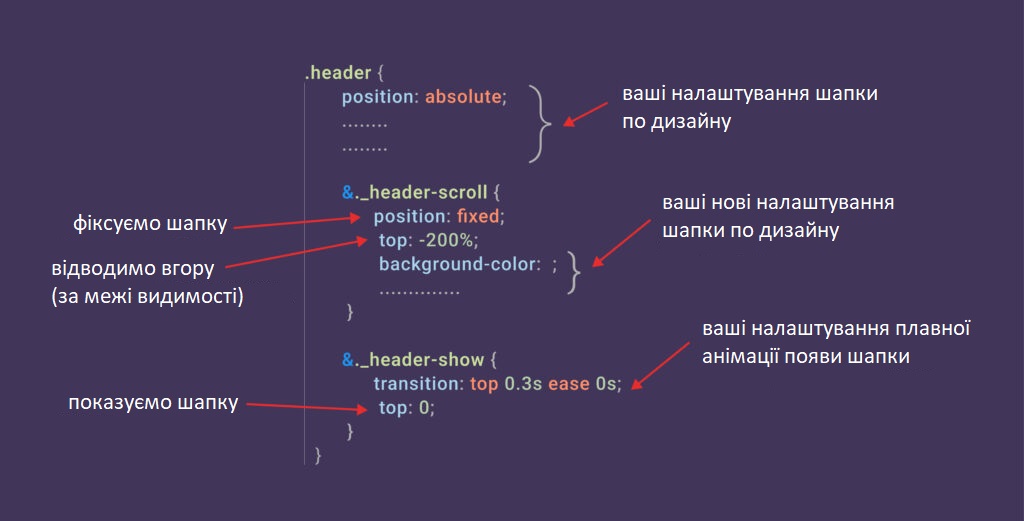 .header {
position: absolute;
........
........
ваші налаштування шапки
по дизайну
&._header-scroll {
position: fixed;
top: -200%;
background-color: ;
..............
}
фіксуємо шапку
відводимо вгору
(за межі видимості)
ваші нові налаштування
шапки по дизайну
&._header-show {
transition: top 0.3s ease 0s;
top: 0;
}
}
показуємо шапку
ваші налаштування плавної
анімації появи шапки